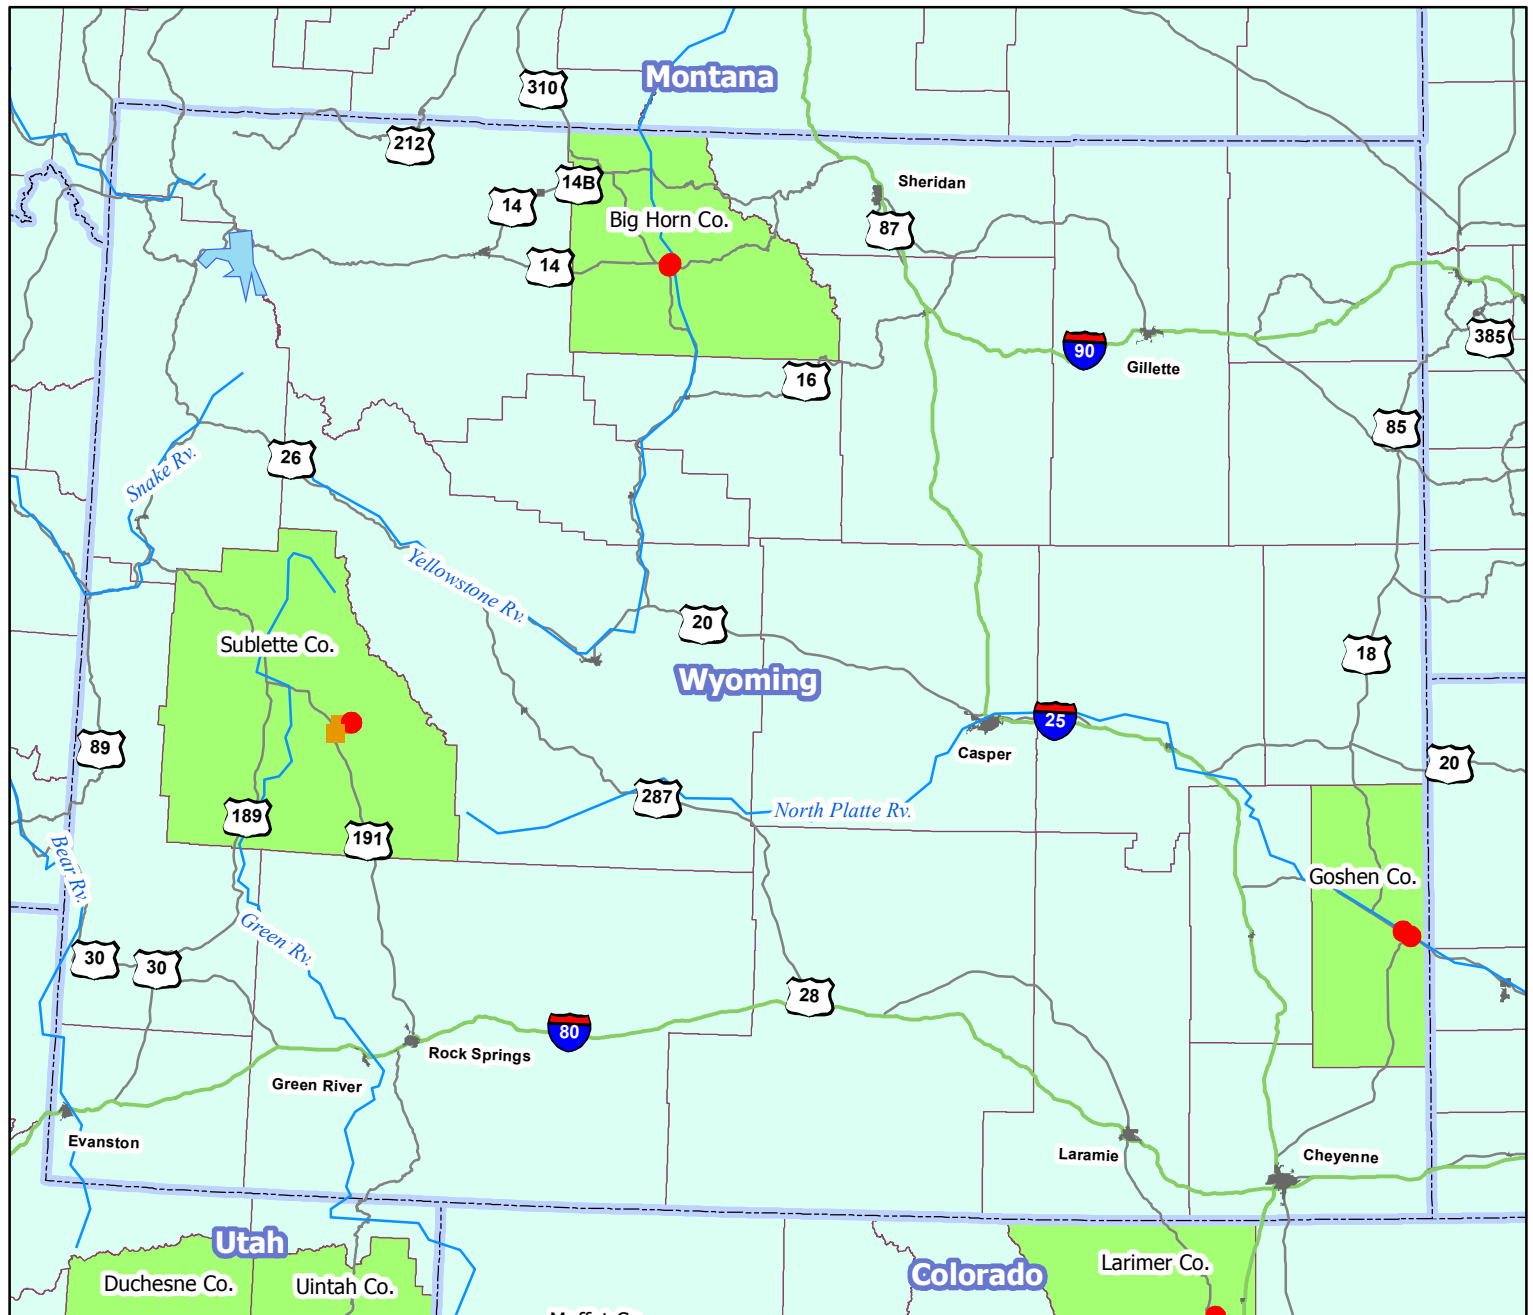 Montana
310
212
14B
14
Sheridan
Big Horn Co.
87
14
385
90
Gillette
16
85
26
Snake Rv.
Yellowstone Rv.
20
Sublette Co.
18
Wyoming
25
Casper
89
20
287
North Platte Rv.
189
191
Bear Rv.
Goshen Co.
Green Rv.
30
30
28
80
Rock Springs
Green River
Evanston
Laramie
Cheyenne
Utah
Colorado
Larimer Co.
Duchesne Co.
Uintah Co.